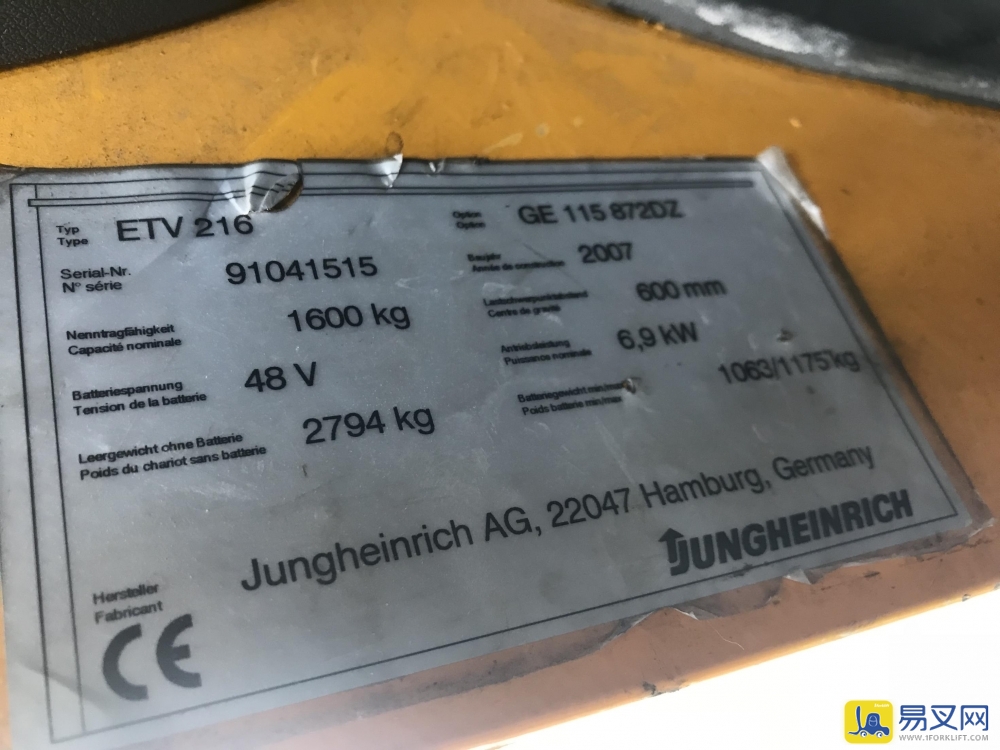 Typ
Type
ETV 216
Option
Option
GE 115 872DZ
Serial-Nr.
N° série
91041515
Baujahr
Année de construction
2007
Nenntragfähigkeit
Capacité nominale
1600 kg
Lastschwerpunktabstand
Centre de gravité
600 mm
Batteriespannung
Tension de la batterie
48 V
Antriebsleistung
Puissance nominale
6,9 kW
Leergewicht ohne Batterie
Poids du chariot sans batterie
2794 kg
Batteriegewicht min/max
Poids batterie min/max
1063/1175 kg
Hersteller
Fabricant
Jungheinrich AG, 22047 Hamburg, Germany
JUNGHEINRICH
CE
易叉网
WWW.1FORKLIFT.COM